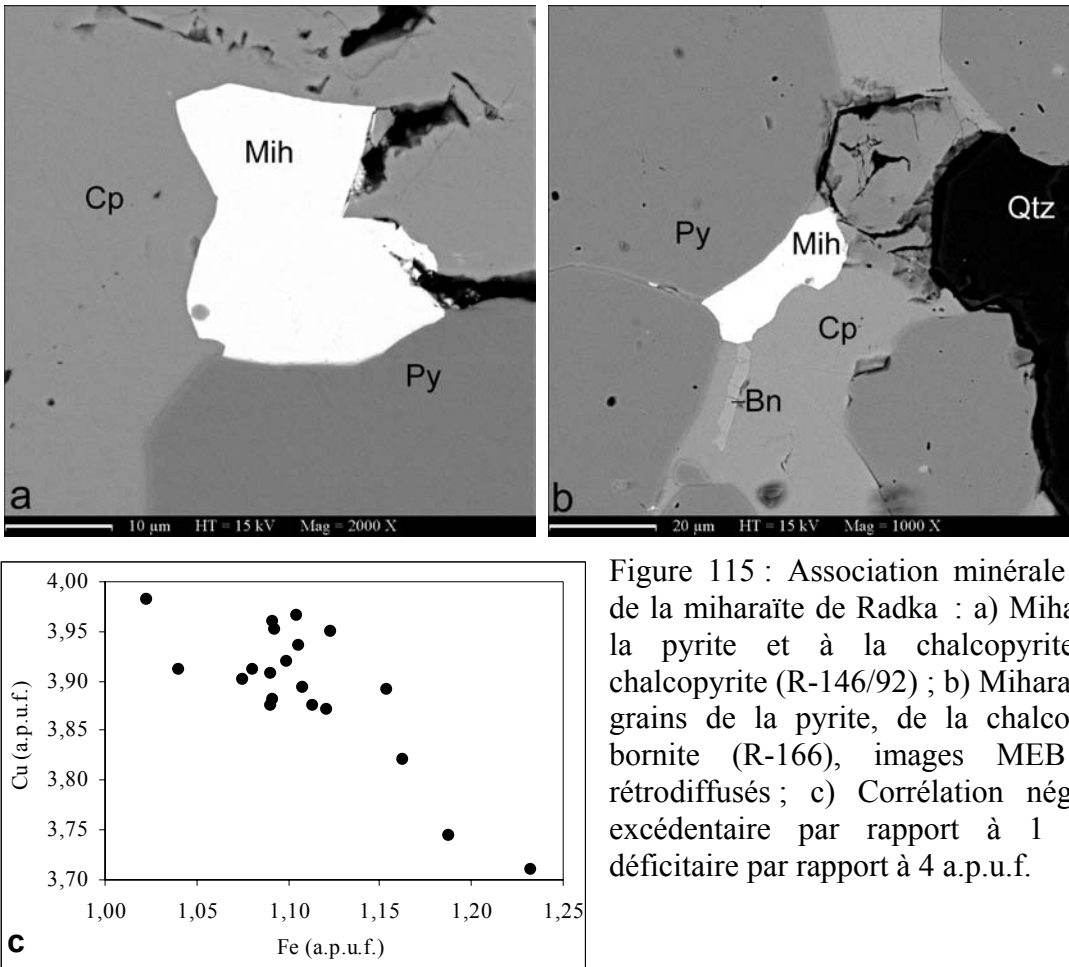 Mih
Cp
Py
a
10 µm HT = 15 kV Mag = 2000 X
Qtz
Py
Mih
Cp
Bn
b
20 µm HT = 15 kV Mag = 1000 X
4,00
3,95
3,90
3,85
3,80
3,75
3,70
Cu (a.p.u.f.)
1,00 1,05 1,10 1,15 1,20 1,25
Fe (a.p.u.f.)
c
Figure 115 : Association minérale
de la miharaïte de Radka : a) Miha
la pyrite et à la chalcopyrite
chalcopyrite (R-146/92) ; b) Mihara
grains de la pyrite, de la chalco
bornite (R-166), images MEB
rétrodiffusés ; c) Corrélation nég
excédentaire par rapport à 1
déficitaire par rapport à 4 a.p.u.f.